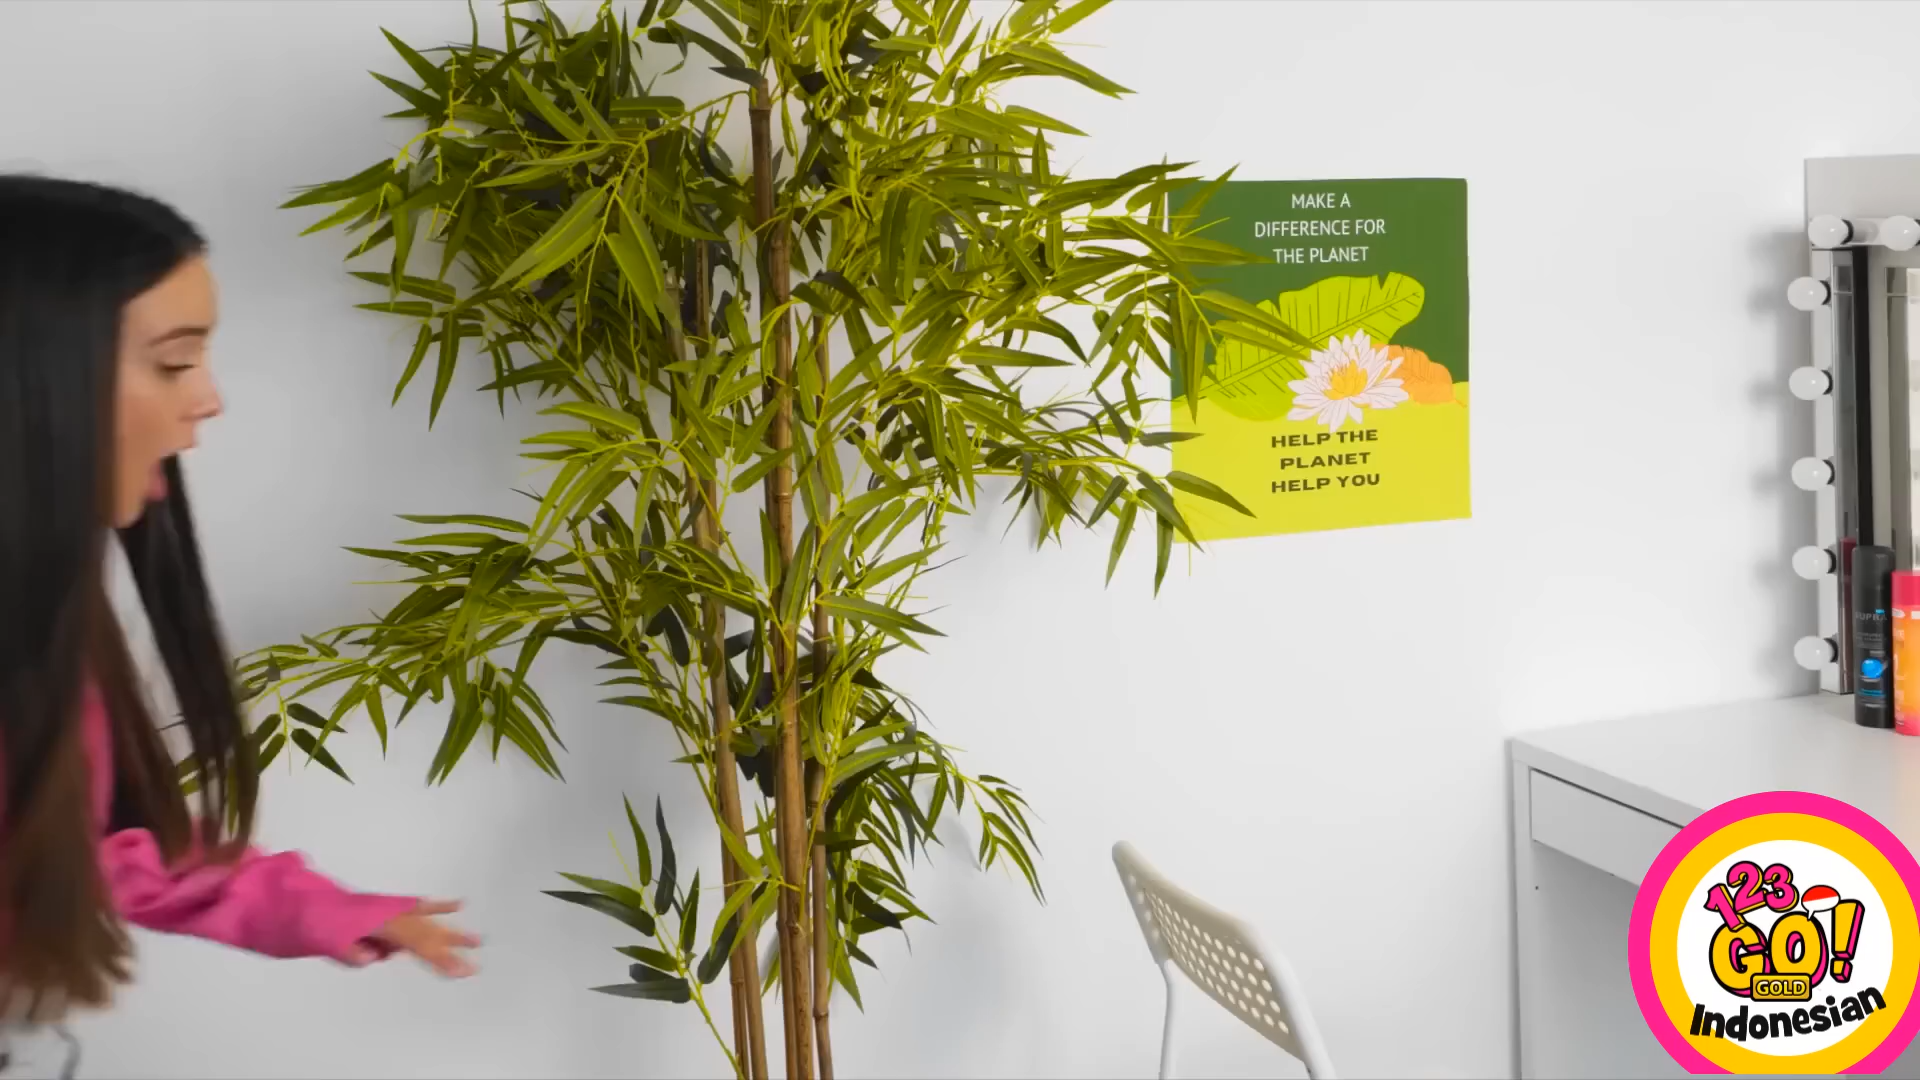 MAKE A
DIFFERENCE FOR
THE PLANET
HELP THE
PLANET
HELP YOU
123
GO!
GOLD
Indonesian